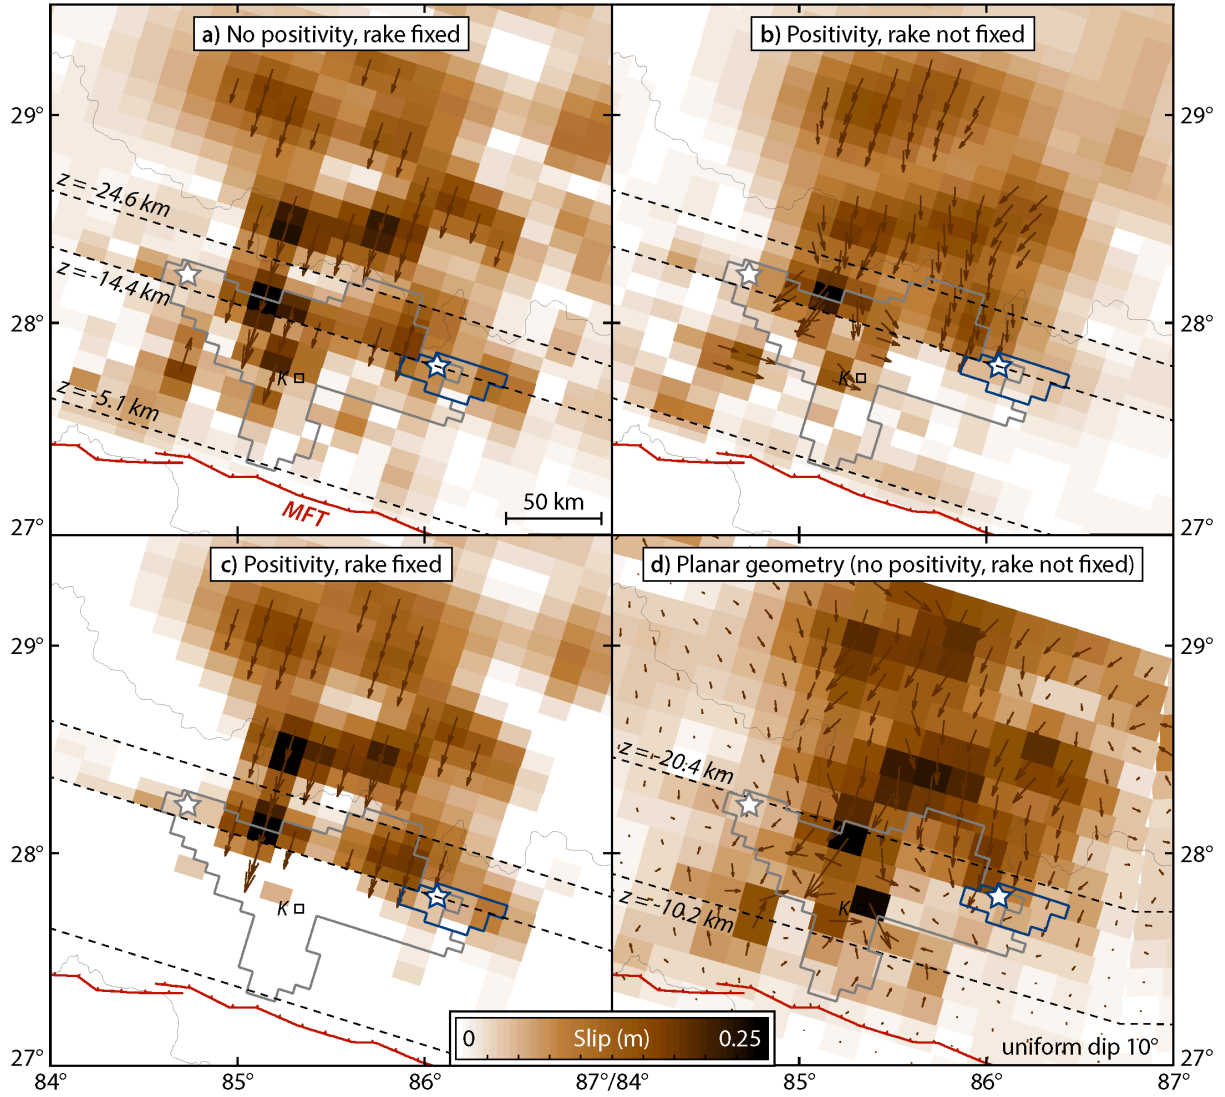 a) No positivity, rake fixed
b) Positivity, rake not fixed
29°
29°
z = -24.6 km
z = -14.4 km
28°
28°
K
K
z = -5.1 km
50 km
MFT
27°
27°
c) Positivity, rake fixed
d) Planar geometry (no positivity, rake not fixed)
29°
29°
z = -20.4 km
28°
28°
K
K
z = -10.2 km
0 Slip (m) 0.25
uniform dip 10°
27°
27°
84° 85° 86° 87°/84° 85° 86° 87°